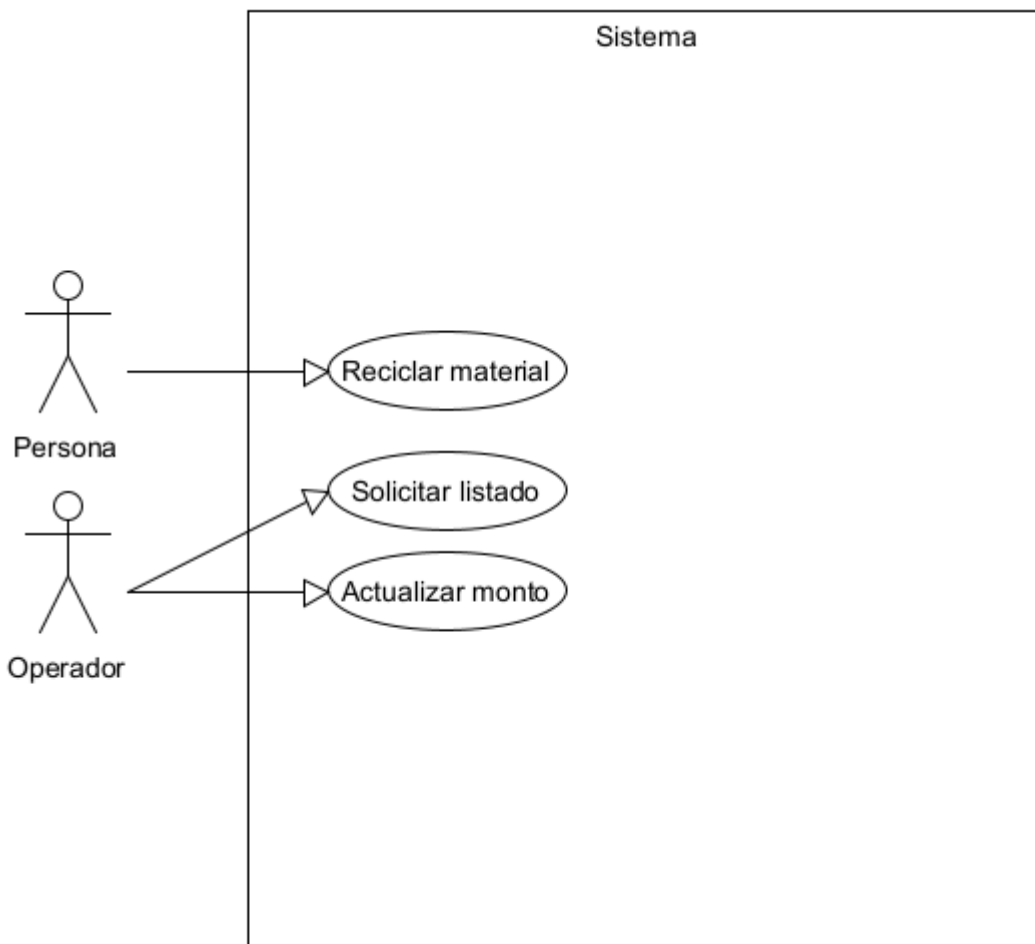 Sistema
Reciclar material
Persona
Solicitar listado
Actualizar monto
Operador